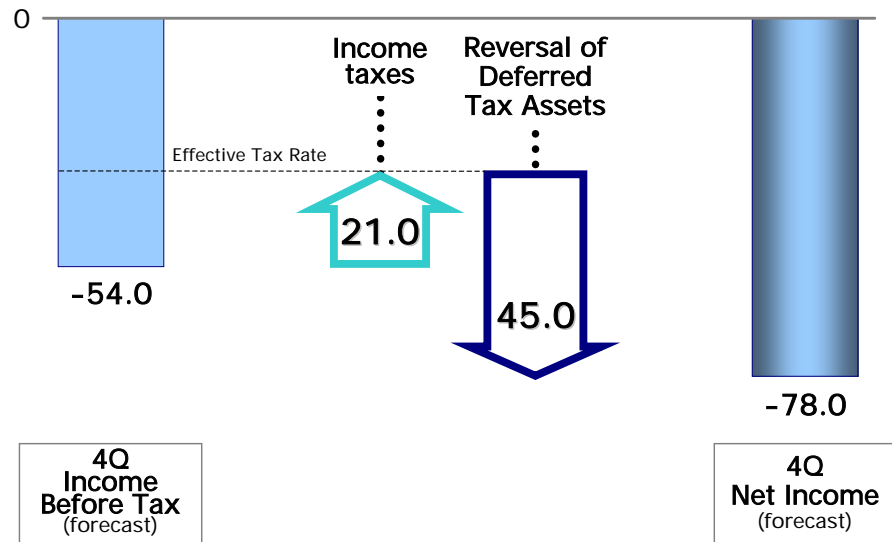 0
Income
taxes
Reversal of
Deferred
Tax Assets
Effective Tax Rate
21.0
45.0
-54.0
-78.0
4Q
Income
Before Tax
(forecast)
4Q
Net Income
(forecast)